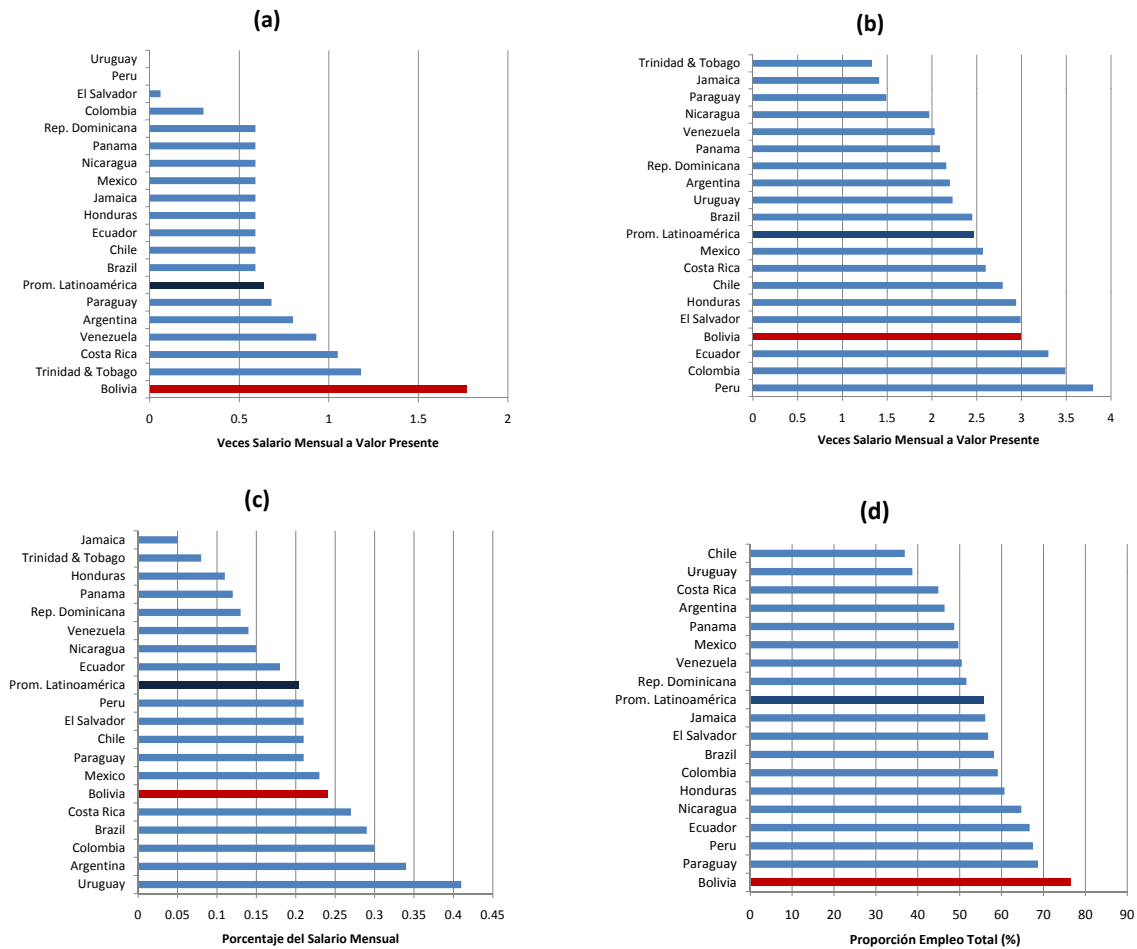 (a)
Uruguay
Peru
El Salvador
Colombia
Rep. Dominicana
Panama
Nicaragua
Mexico
Jamaica
Honduras
Ecuador
Chile
Brazil
Prom. Latinoamérica
Paraguay
Argentina
Venezuela
Costa Rica
Trinidad & Tobago
Bolivia
0 0.5 1 1.5 2
Veces Salario Mensual a Valor Presente
(b)
Trinidad & Tobago
Jamaica
Paraguay
Nicaragua
Venezuela
Panama
Rep. Dominicana
Argentina
Uruguay
Brazil
Prom. Latinoamérica
Mexico
Costa Rica
Chile
Honduras
El Salvador
Bolivia
Ecuador
Colombia
Peru
0 0.5 1 1.5 2 2.5 3 3.5 4
Veces Salario Mensual a Valor Presente
(c)
Jamaica
Trinidad & Tobago
Honduras
Panama
Rep. Dominicana
Venezuela
Nicaragua
Ecuador
Prom. Latinoamérica
Peru
El Salvador
Chile
Paraguay
Mexico
Bolivia
Costa Rica
Brazil
Colombia
Argentina
Uruguay
0 0.05 0.1 0.15 0.2 0.25 0.3 0.35 0.4 0.45
Porcentaje del Salario Mensual
(d)
Chile
Uruguay
Costa Rica
Argentina
Panama
Mexico
Venezuela
Rep. Dominicana
Prom. Latinoamérica
Jamaica
El Salvador
Brazil
Colombia
Honduras
Nicaragua
Ecuador
Peru
Paraguay
Bolivia
0 10 20 30 40 50 60 70 80 90
Proporción Empleo Total (%)